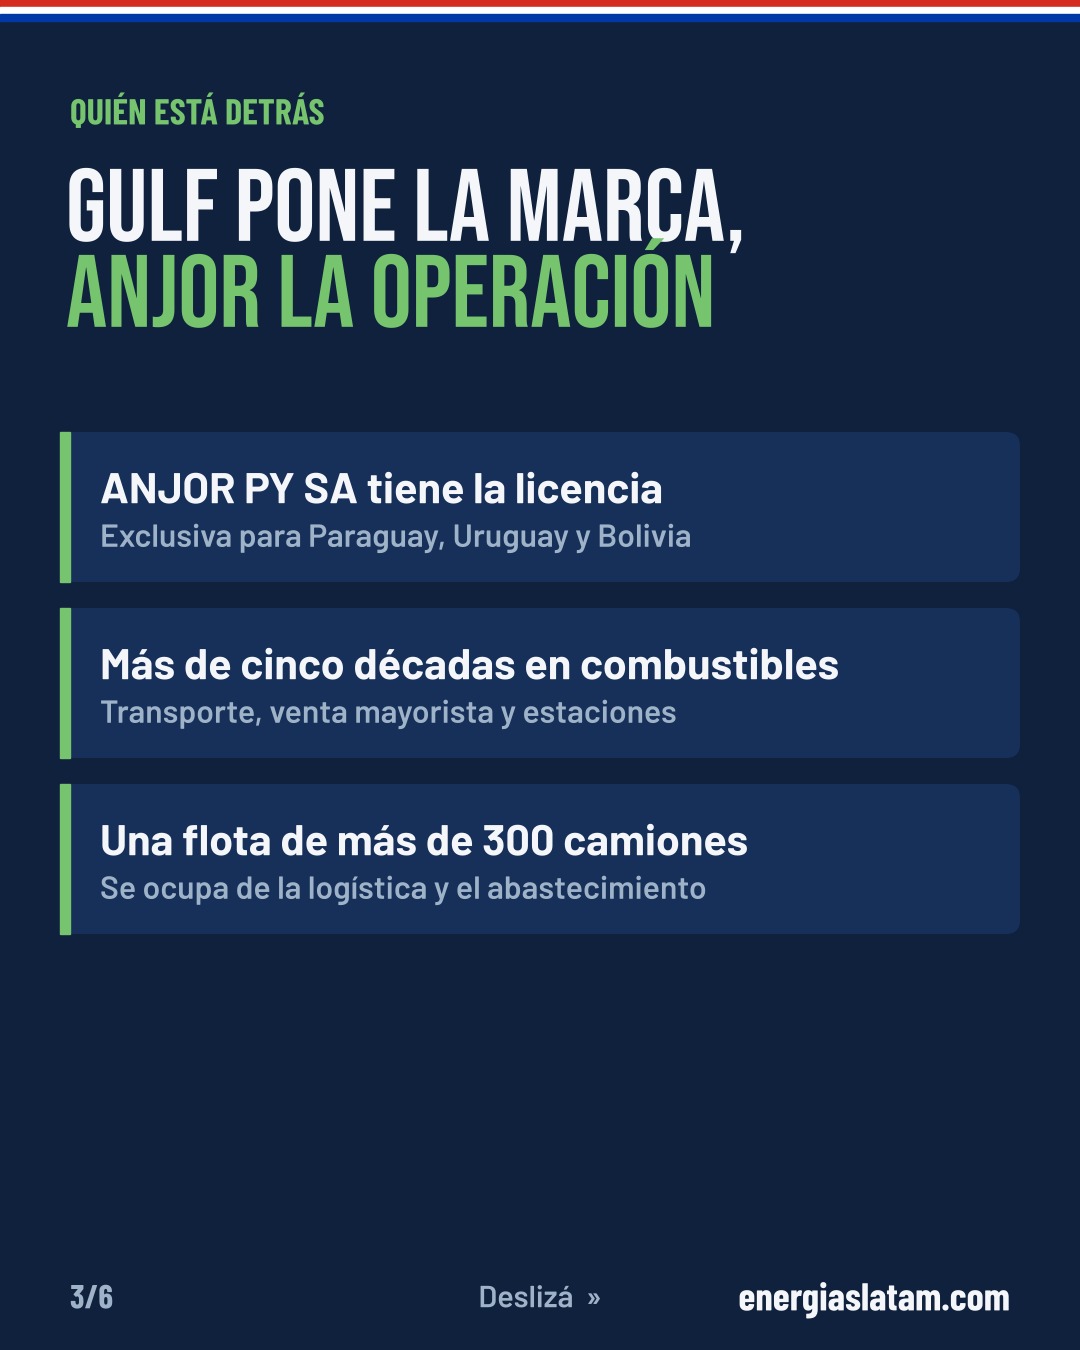 QUIÉN ESTÁ DETRÁS
GULF PONE LA MARCA,
ANJOR LA OPERACIÓN
ANJOR PY SA tiene la licencia
Exclusiva para Paraguay, Uruguay y Bolivia
Más de cinco décadas en combustibles
Transporte, venta mayorista y estaciones
Una flota de más de 300 camiones
Se ocupa de la logística y el abastecimiento
3/6
Deslizá »
energiaslatam.com